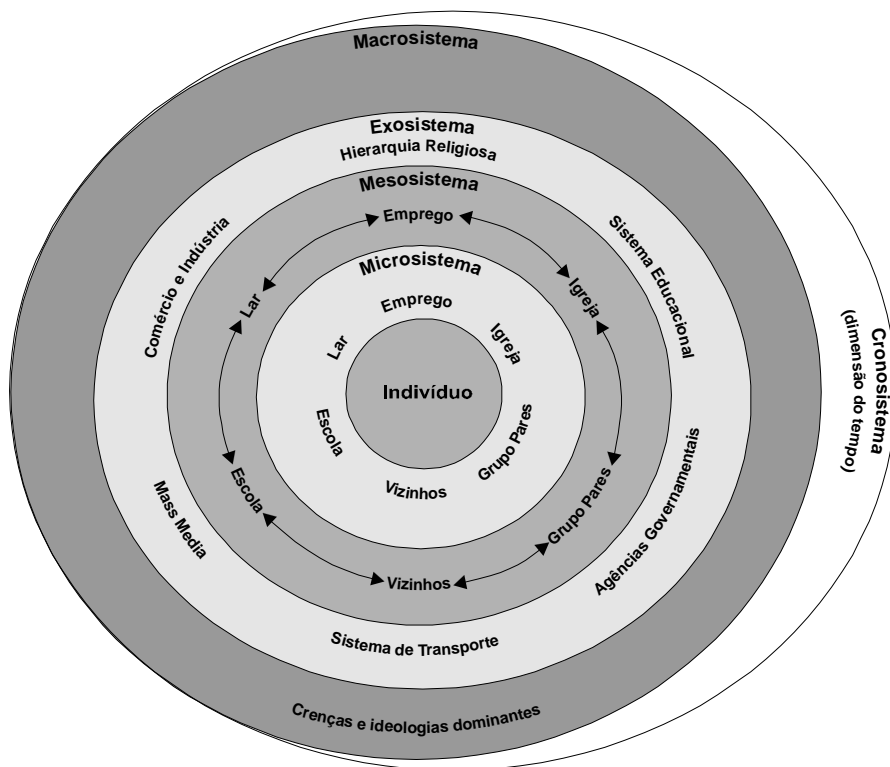 Macrosistema
Exosistema
Hierarquia Religiosa
Mesosistema
Emprego
Microsistema
Emprego
Lar
Igreja
Indivíduo
Escola
Grupo Pares
Vizinhos
Lar
Igreja
Escola
Grupo Pares
Vizinhos
Comércio e Indústria
Sistema Educacional
Mass Media
Agências Governamentais
Sistema de Transporte
Crenças e ideologias dominantes
Cronosistema
(dimensão do tempo)